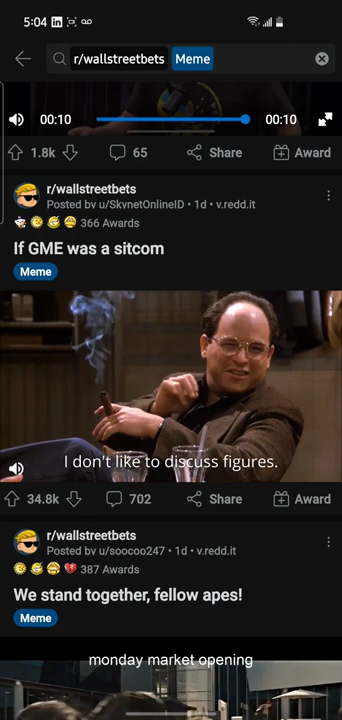 5:04
r/wallstreetbets Meme
00:10 00:10
1.8k 65 Share Award
r/wallstreetbets
Posted by u/SkynetOnlineID • 1d • v.redd.it
366 Awards
If GME was a sitcom
Meme
I don't like to discuss figures.
34.8k 702 Share Award
r/wallstreetbets
Posted by u/soocoo247 • 1d • v.redd.it
387 Awards
We stand together, fellow apes!
Meme
monday market opening